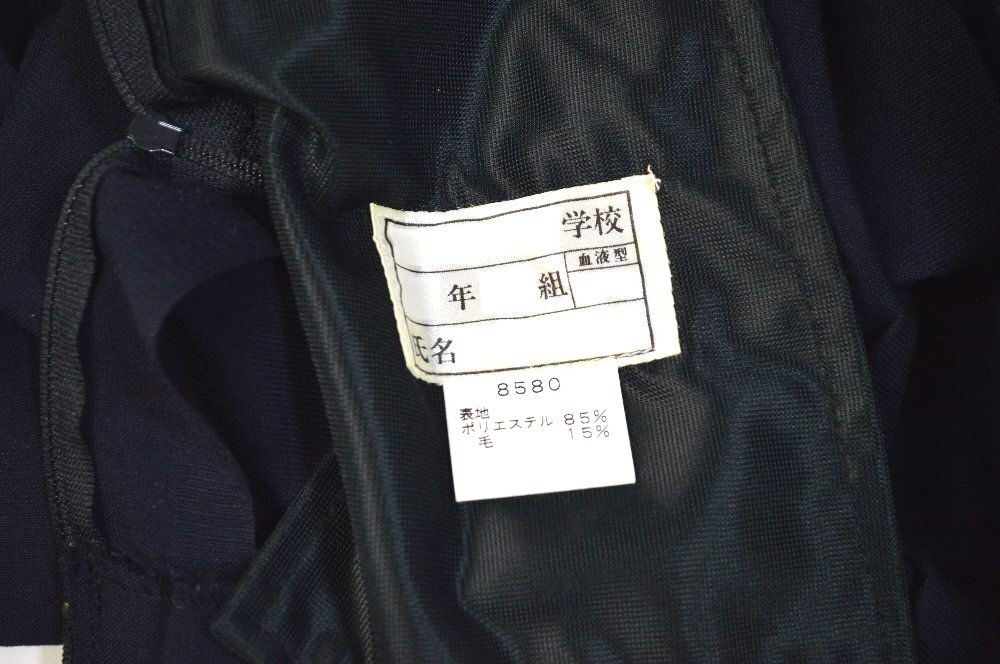 学校
血液型
年 組
氏名
8580
表地
ポリエステル 85%
毛 15%